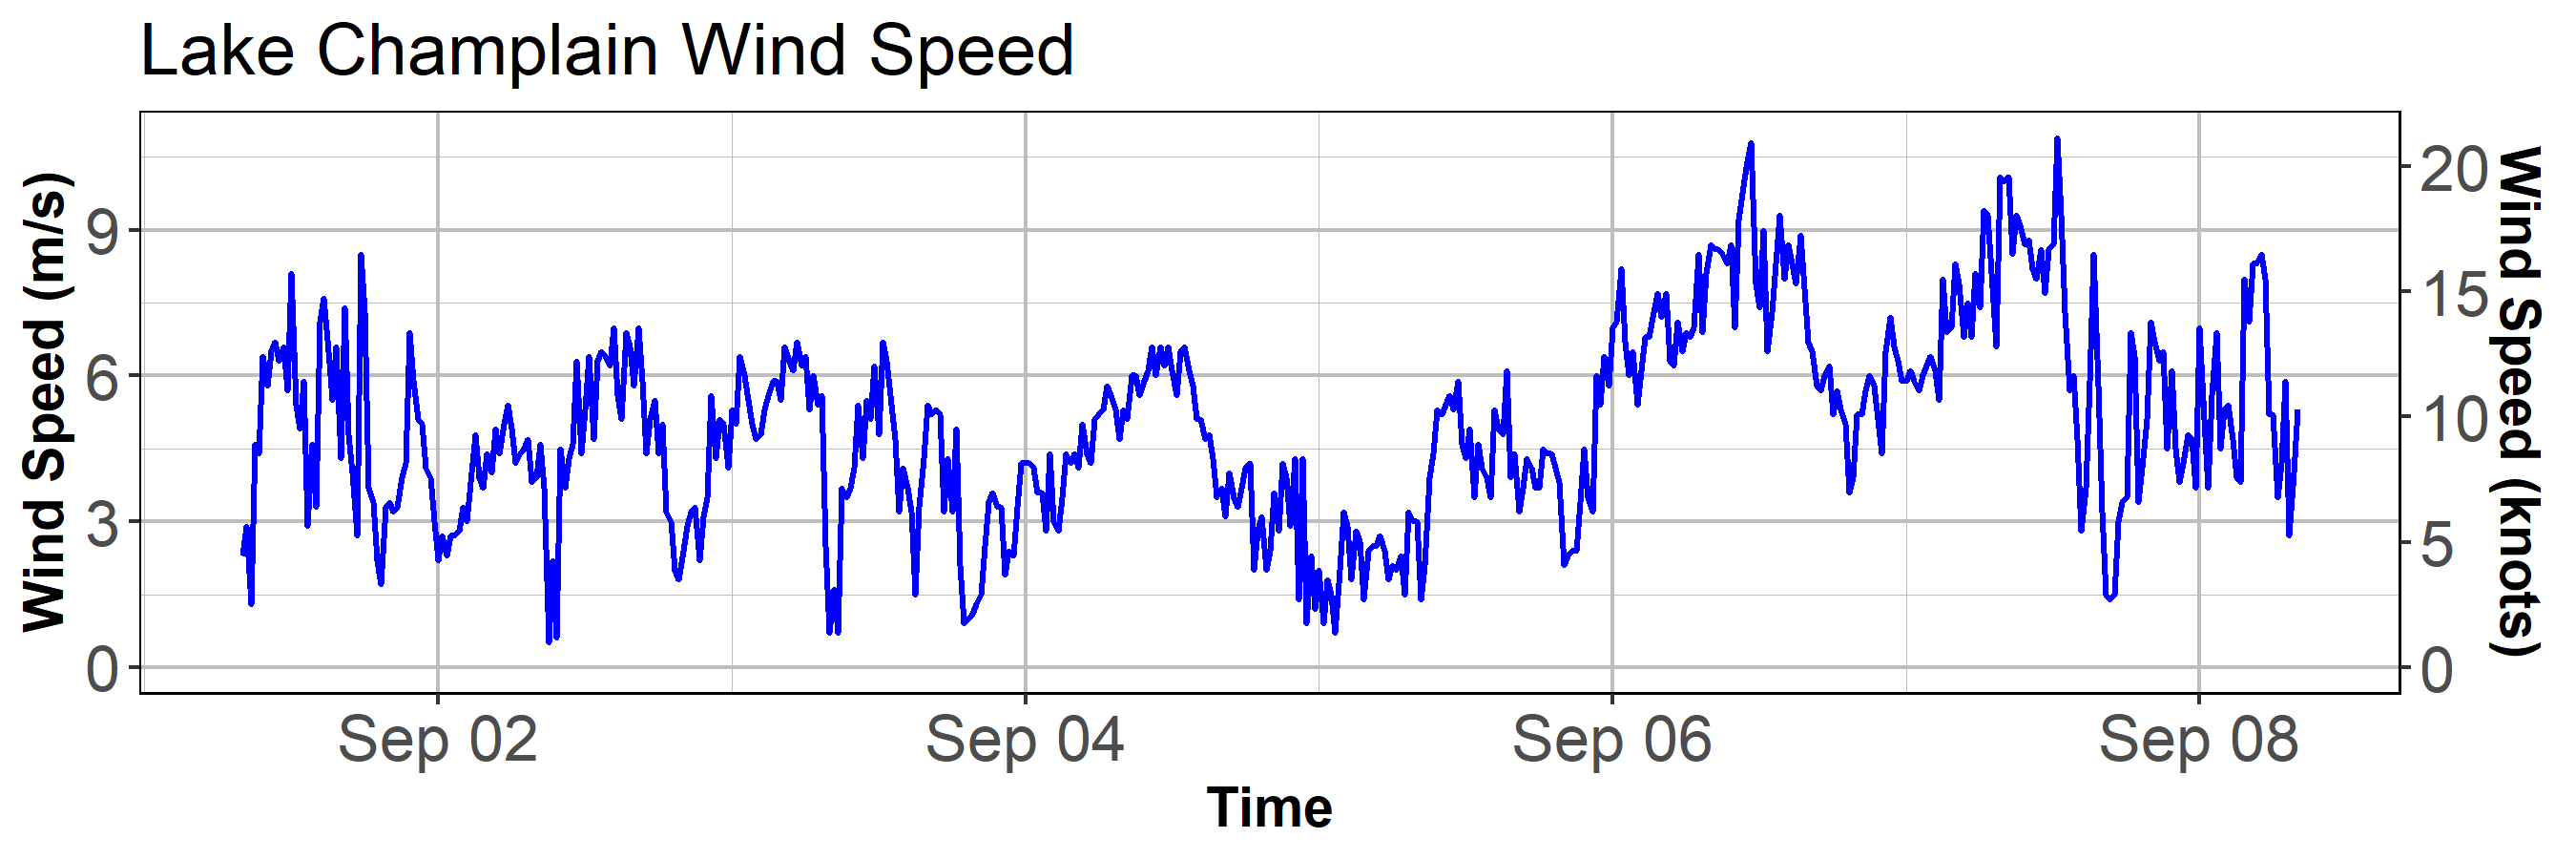 Lake Champlain Wind Speed
Wind Speed (m/s)
9
6
3
0
20
15
10
5
0
Wind Speed (knots)
Sep 02
Sep 04
Sep 06
Sep 08
Time